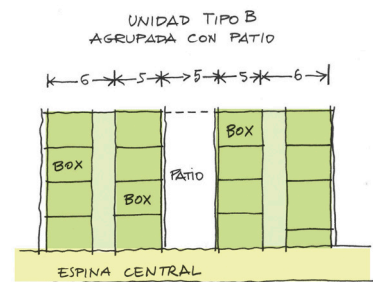 UNIDAD TIPO B
AGRUPADA CON PATIO
6 5 5 5 6
BOX
BOX
PATIO
BOX
ESPINA CENTRAL